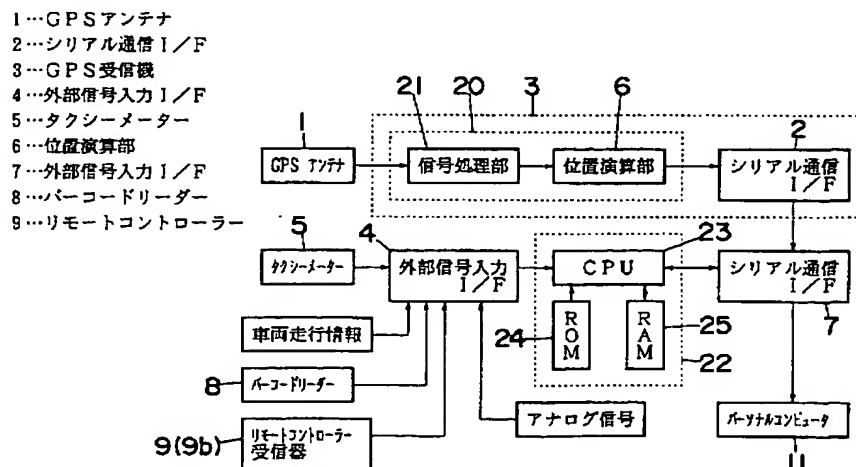 1…GPSアンテナ
2…シリアル通信I/F
3…GPS受信機
4…外部信号入力I/F
5…タクシーメーター
6…位置演算部
7…外部信号入力I/F
8…バーコードリーダー
9…リモートコントローラー
3
21
20
6
1
2
GPS アンテナ
信号処理部
位置演算部
シリアル通信
I/F
5
4
23
タクシーメーター
外部信号入力
I/F
CPU
シリアル通信
I/F
7
車両走行情報
24
ROM
RAM
25
22
8
バーコードリーダー
アナログ信号
パーソナルコンピュータ
9(9b)
リモートコントローラー
受信器
11